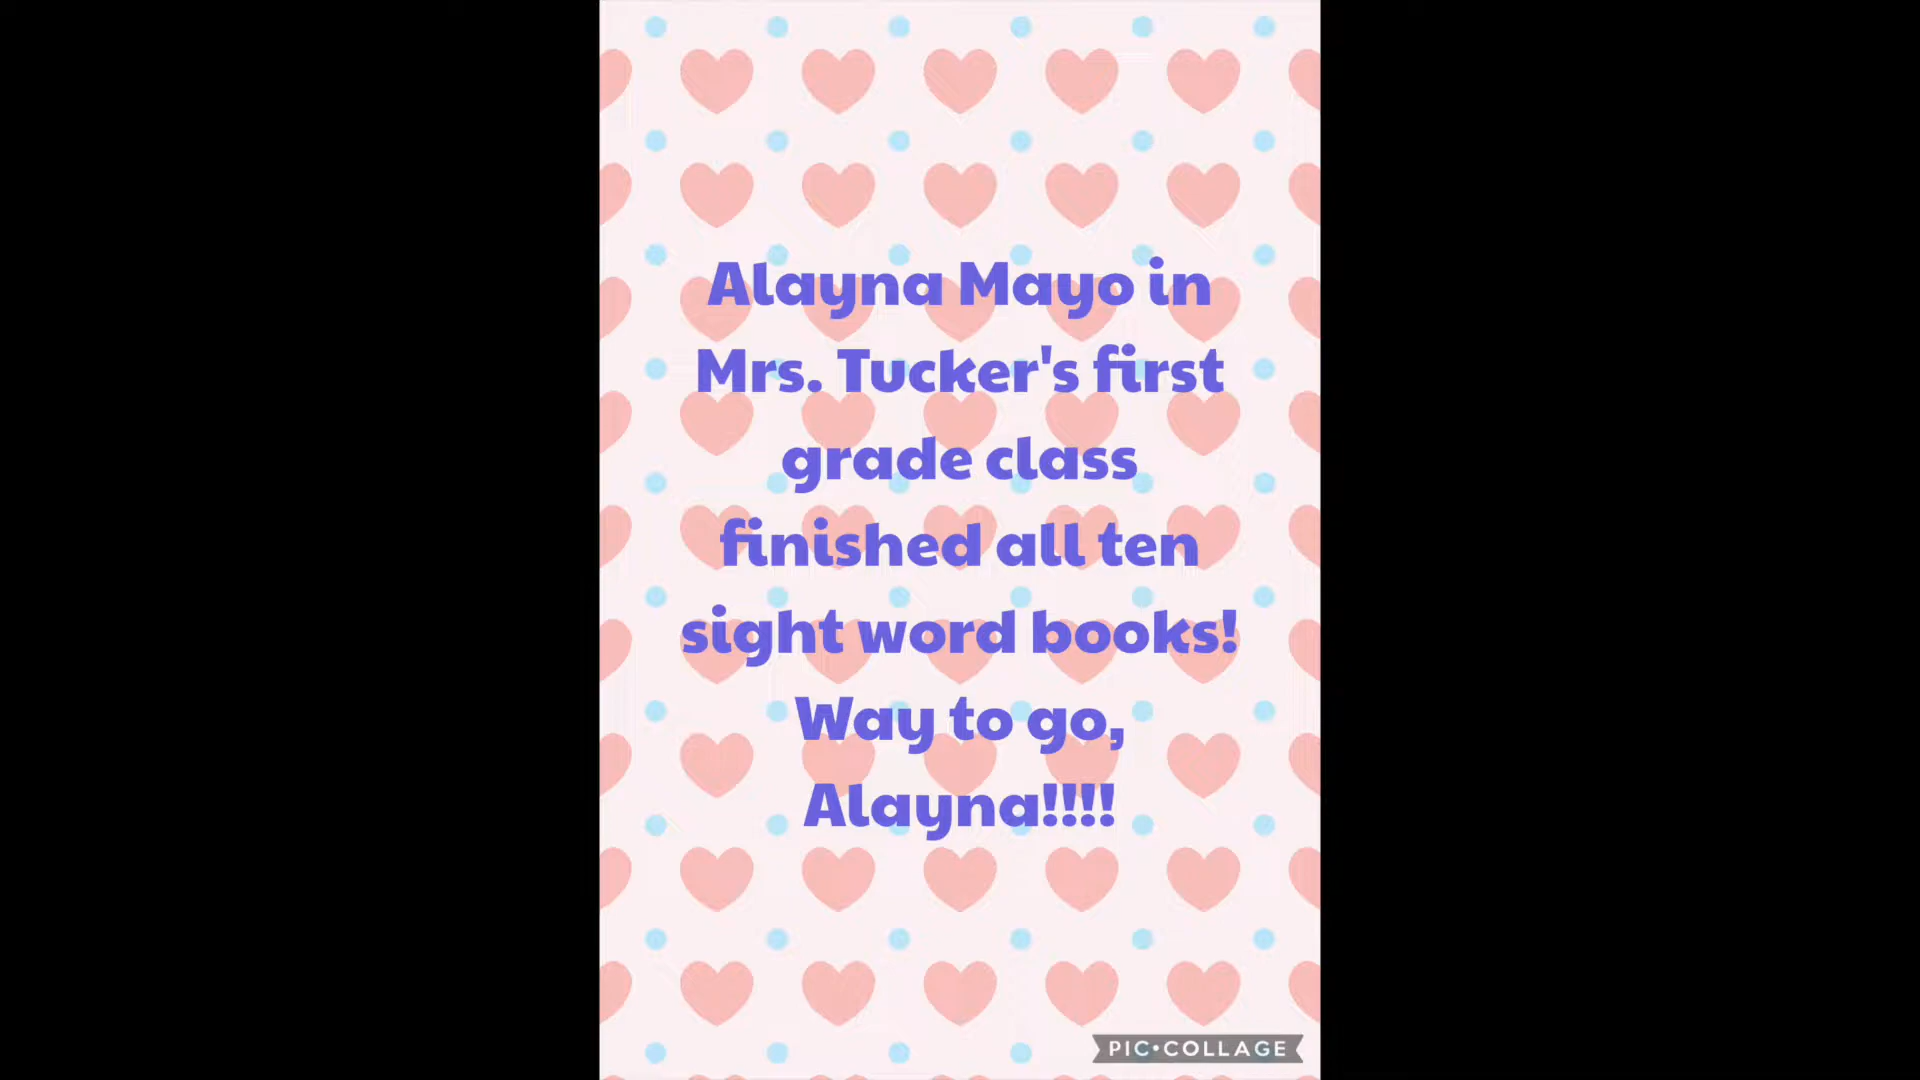 Alayna Mayo in
Mrs. Tucker's first
grade class
finished all ten
sight word books!
Way to go,
Alayna!!!!
PIC•COLLAGE